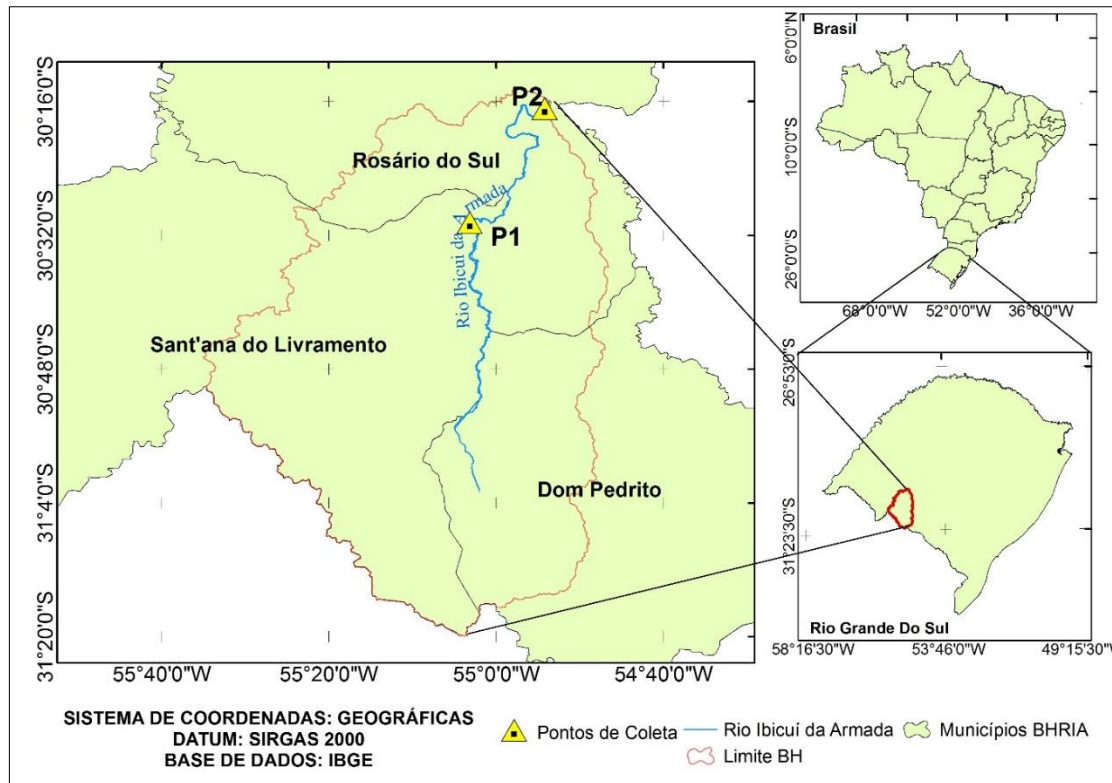 30°16'0"S
30°32'0"S
30°48'0"S
31°4'0"S
31°20'0"S
P2
Rosário do Sul
Rio Ibicui da Armada
P1
Sant'ana do Livramento
Dom Pedrito
55°40'0"W 55°20'0"W 55°0'0"W 54°40'0"W
Brasil
6°0'0"N
10°0'0"S
26°0'0"S
68°0'0"W 52°0'0"W 36°0'0"W
26°53'0"S
31°23'30"S
Rio Grande Do Sul
58°16'30"W 53°46'0"W 49°15'30"W
SISTEMA DE COORDENADAS: GEOGRÁFICAS
DATUM: SIRGAS 2000
BASE DE DADOS: IBGE
Pontos de Coleta
Rio Ibicuí da Armada
Municípios BHRIA
Limite BH